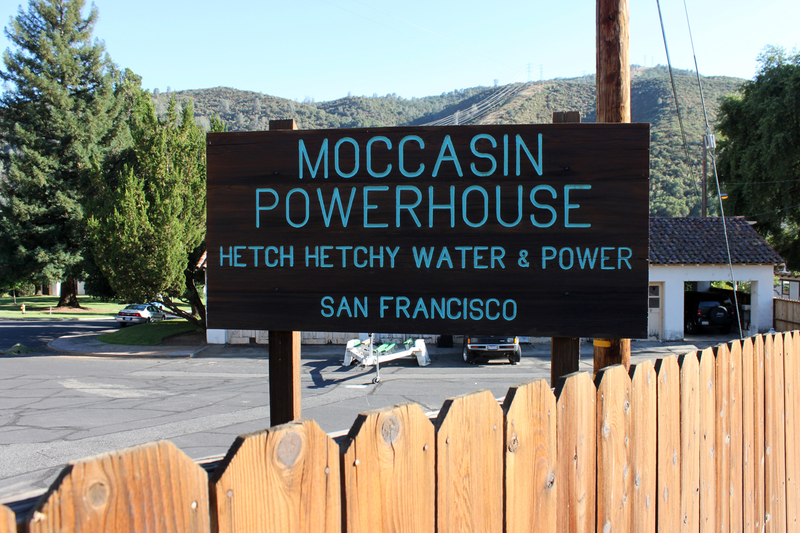 MOCCASIN
POWERHOUSE
HETCH HETCHY WATER & POWER
SAN FRANCISCO